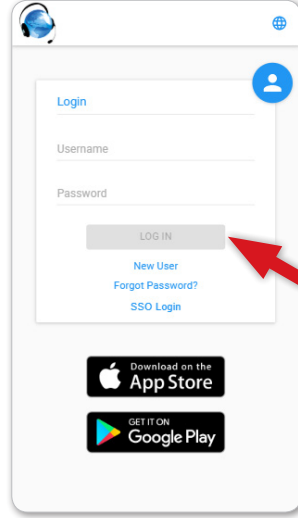 Login
Username
Password
LOG IN
New User
Forgot Password?
SSO Login
Download on the
App Store
GET IT ON
Google Play